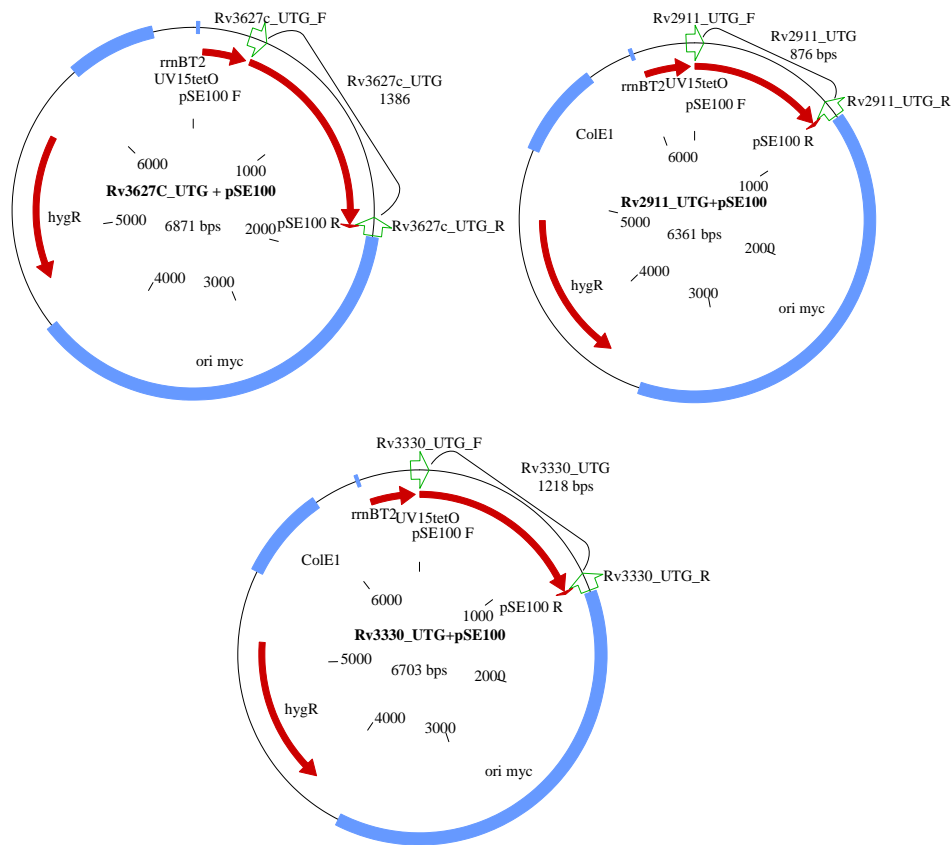 Rv3627c_UTG_F
rrnBT2
UV15tetO
pSE100 F
Rv3627c_UTG
1386
6000
1000
Rv3627C_UTG + pSE100
hygR
5000
6871 bps
2000
pSE100 R
Rv3627c_UTG_R
4000
3000
ori myc
Rv2911_UTG_F
Rv2911_UTG
876 bps
rrnBT2
UV15tetO
pSE100 F
Rv2911_UTG_R
ColE1
pSE100 R
6000
1000
Rv2911_UTG+pSE100
5000
6361 bps
2000
4000
hygR
3000
ori myc
Rv3330_UTG_F
Rv3330_UTG
1218 bps
rrnBT2
UV15tetO
pSE100 F
ColE1
Rv3330_UTG_R
6000
1000
pSE100 R
Rv3330_UTG+pSE100
5000
6703 bps
2000
hygR
4000
3000
ori myc